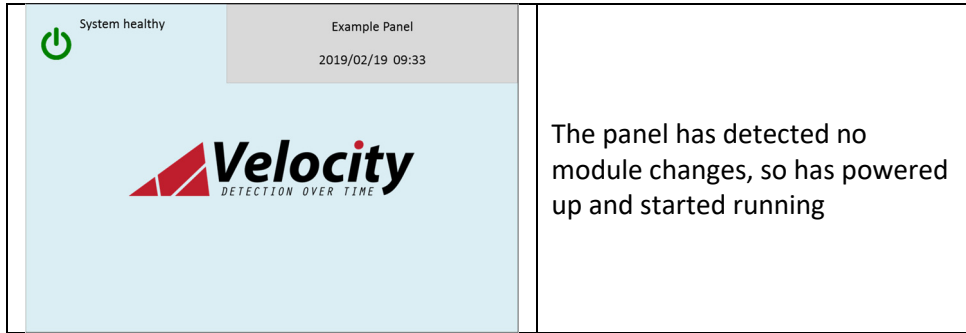 System healthy
Example Panel
2019/02/19 09:33
Velocity
DETECTION OVER TIME
The panel has detected no
module changes, so has powered
up and started running